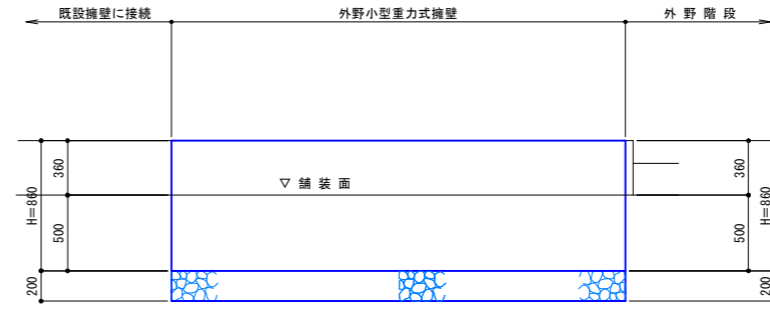 既設擁壁に接続
外野小型重力式擁壁
外 野 階 段
360
H=860
500
200
▽ 舗 装 面
360
H=860
500
200